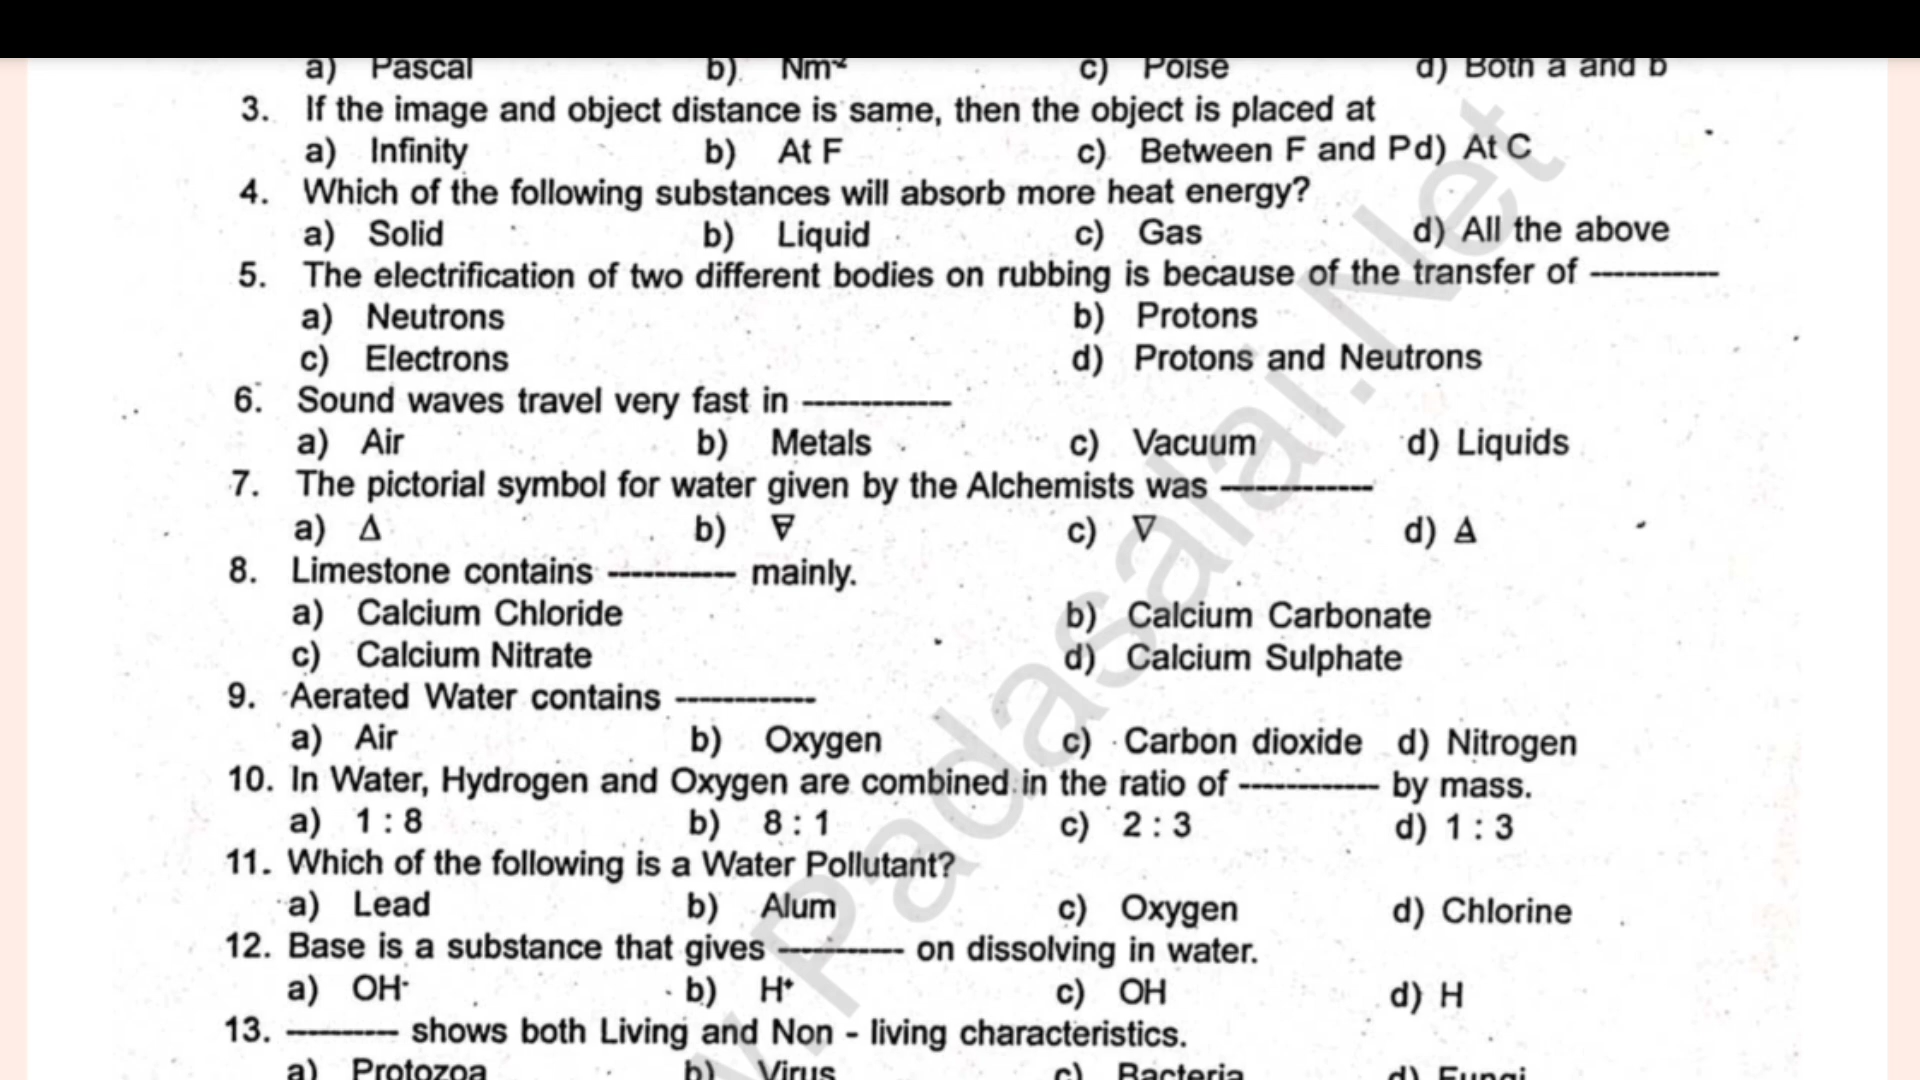 a) Pascal b) Nm⁻² c) Poise d) Both a and b
3. If the image and object distance is same, then the object is placed at
a) Infinity b) At F c) Between F and P d) At C
4. Which of the following substances will absorb more heat energy?
a) Solid b) Liquid c) Gas d) All the above
5. The electrification of two different bodies on rubbing is because of the transfer of -----------
a) Neutrons b) Protons
c) Electrons d) Protons and Neutrons
6. Sound waves travel very fast in -------------
a) Air b) Metals c) Vacuum d) Liquids
7. The pictorial symbol for water given by the Alchemists was -------------
a) Δ b) 🜃 c) ∇ d) 🜁
8. Limestone contains ----------- mainly.
a) Calcium Chloride b) Calcium Carbonate
c) Calcium Nitrate d) Calcium Sulphate
9. Aerated Water contains ------------
a) Air b) Oxygen c) Carbon dioxide d) Nitrogen
10. In Water, Hydrogen and Oxygen are combined in the ratio of ------------ by mass.
a) 1 : 8 b) 8 : 1 c) 2 : 3 d) 1 : 3
11. Which of the following is a Water Pollutant?
a) Lead b) Alum c) Oxygen d) Chlorine
12. Base is a substance that gives ----------- on dissolving in water.
a) OH⁻ b) H⁺ c) OH d) H
13. ---------- shows both Living and Non - living characteristics.
a) Protozoa b) Virus c) Bacteria d) Fungi
.Padasalai.Net